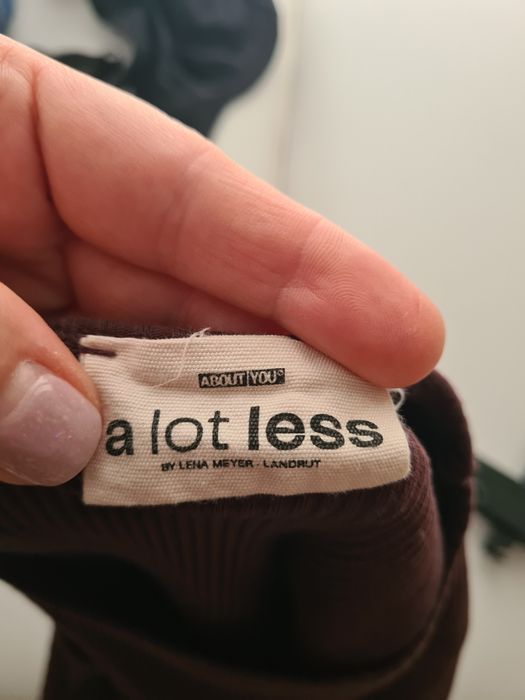 ABOUT YOU°
a lot less
BY LENA MEYER - LANDRUT